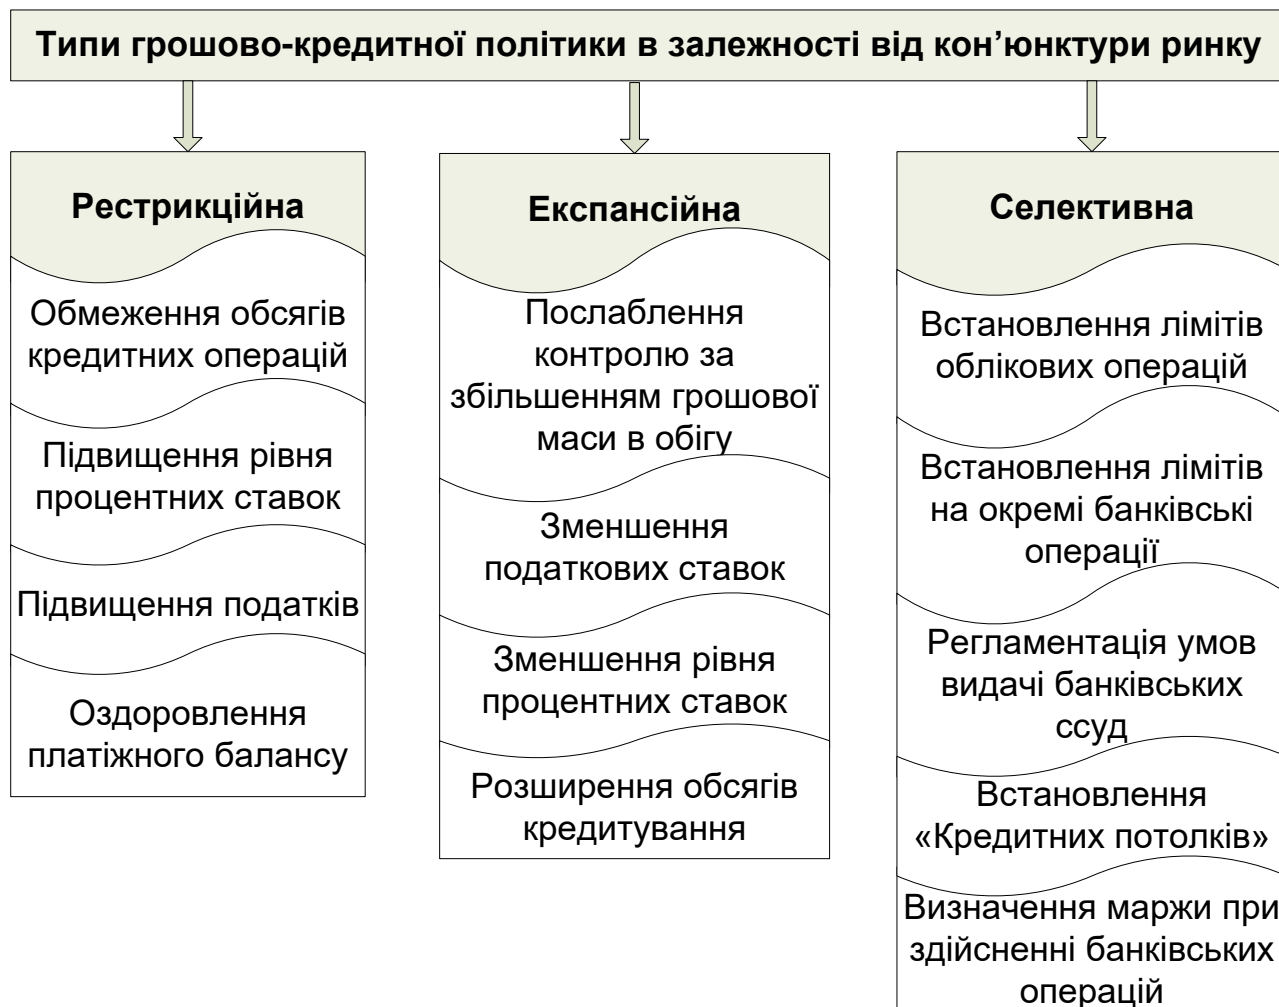 Типи грошово-кредитної політики в залежності від кон’юнктури ринку
Рестрикційна
Обмеження обсягів
кредитних операцій
Підвищення рівня
процентних ставок
Підвищення податків
Оздоровлення
платіжного балансу
Експансійна
Послаблення
контролю за
збільшенням грошової
маси в обігу
Зменшення
податкових ставок
Зменшення рівня
процентних ставок
Розширення обсягів
кредитування
Селективна
Встановлення лімітів
облікових операцій
Встановлення лімітів
на окремі банківські
операції
Регламентація умов
видачі банківських
ссуд
Встановлення
«Кредитних потолків»
Визначення маржи при
здійсненні банківських
операцій